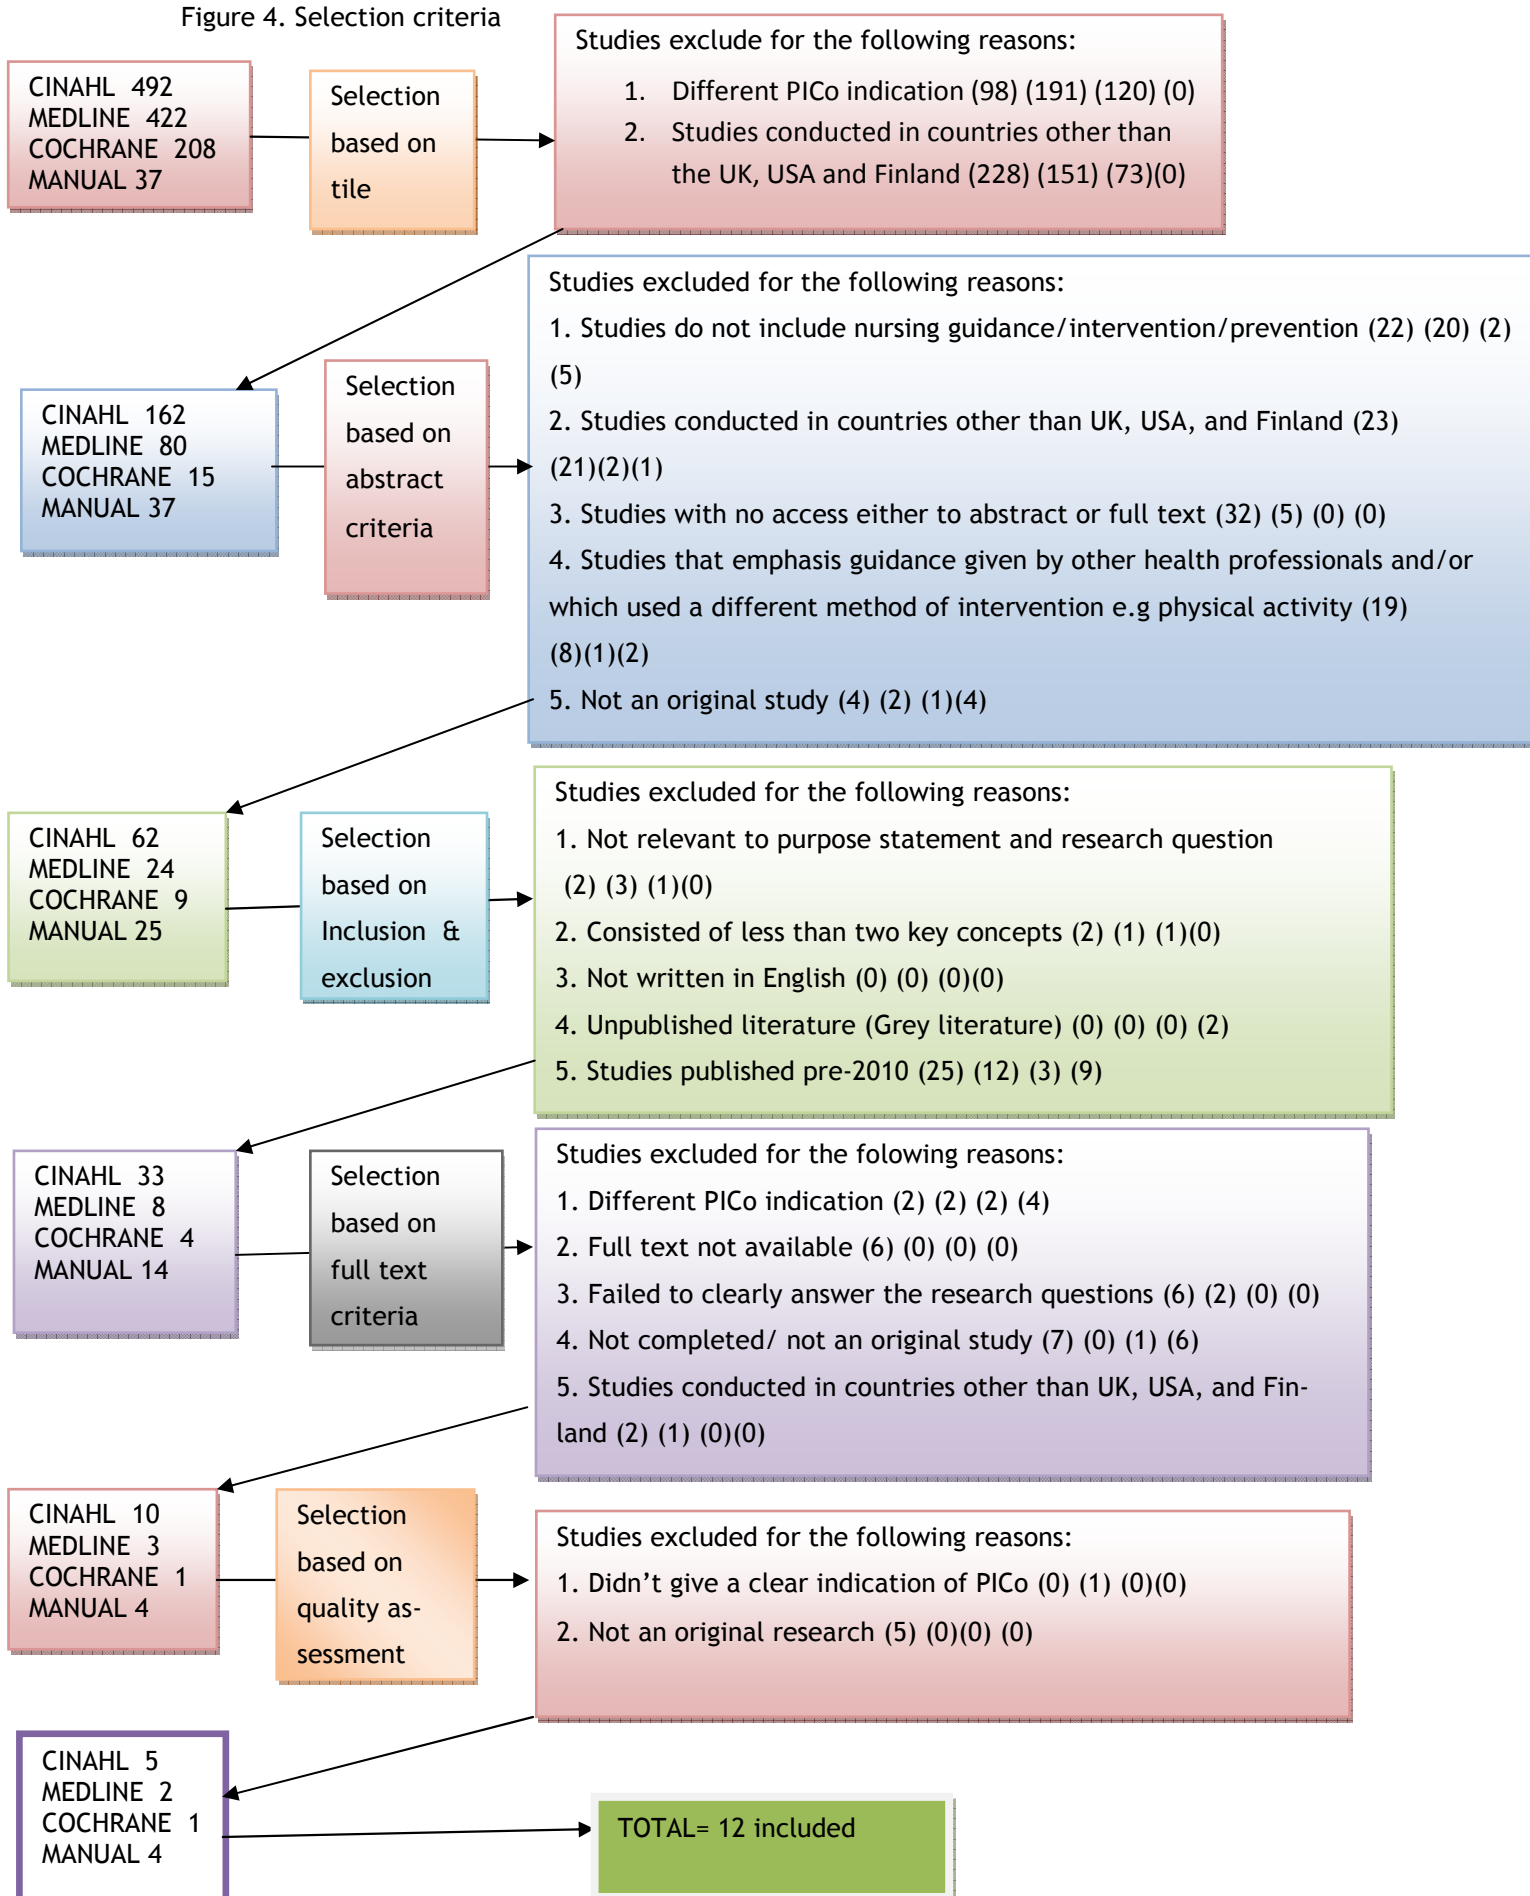 Figure 4. Selection criteria
CINAHL 492
MEDLINE 422
COCHRANE 208
MANUAL 37
Selection
based on
tile
Studies exclude for the following reasons:
1. Different PICo indication (98) (191) (120) (0)
2. Studies conducted in countries other than
the UK, USA and Finland (228) (151) (73)(0)
CINAHL 162
MEDLINE 80
COCHRANE 15
MANUAL 37
Selection
based on
abstract
criteria
Studies excluded for the following reasons:
1. Studies do not include nursing guidance/intervention/prevention (22) (20) (2)
(5)
2. Studies conducted in countries other than UK, USA, and Finland (23)
(21)(2)(1)
3. Studies with no access either to abstract or full text (32) (5) (0) (0)
4. Studies that emphasis guidance given by other health professionals and/or
which used a different method of intervention e.g physical activity (19)
(8)(1)(2)
5. Not an original study (4) (2) (1)(4)
CINAHL 62
MEDLINE 24
COCHRANE 9
MANUAL 25
Selection
based on
Inclusion &
exclusion
Studies excluded for the following reasons:
1. Not relevant to purpose statement and research question
(2) (3) (1)(0)
2. Consisted of less than two key concepts (2) (1) (1)(0)
3. Not written in English (0) (0) (0)(0)
4. Unpublished literature (Grey literature) (0) (0) (0) (2)
5. Studies published pre-2010 (25) (12) (3) (9)
CINAHL 33
MEDLINE 8
COCHRANE 4
MANUAL 14
Selection
based on
full text
criteria
Studies excluded for the folowing reasons:
1. Different PICo indication (2) (2) (2) (4)
2. Full text not available (6) (0) (0) (0)
3. Failed to clearly answer the research questions (6) (2) (0) (0)
4. Not completed/ not an original study (7) (0) (1) (6)
5. Studies conducted in countries other than UK, USA, and Fin-
land (2) (1) (0)(0)
CINAHL 10
MEDLINE 3
COCHRANE 1
MANUAL 4
Selection
based on
quality as-
sessment
Studies excluded for the following reasons:
1. Didn't give a clear indication of PICo (0) (1) (0)(0)
2. Not an original research (5) (0)(0) (0)
CINAHL 5
MEDLINE 2
COCHRANE 1
MANUAL 4
TOTAL= 12 included